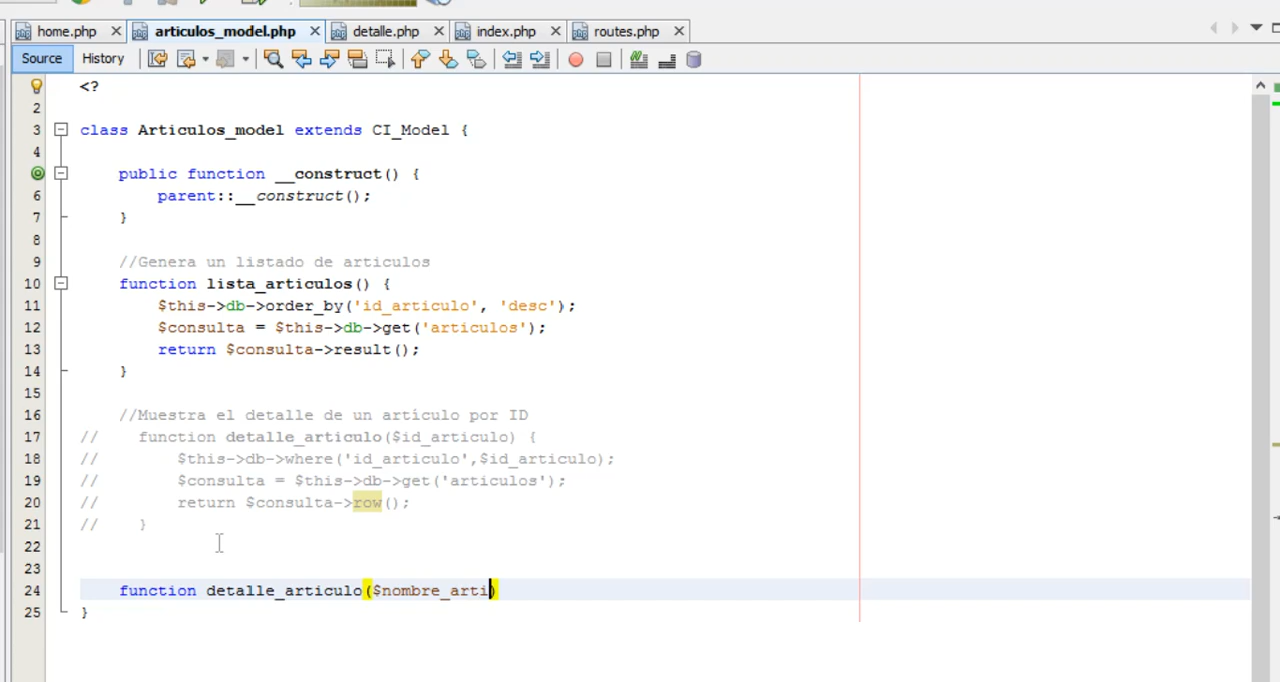 home.php articulos_model.php detalle.php index.php routes.php
Source History
<?
2
3 class Articulos_model extends CI_Model {
4
public function __construct() {
6 parent::__construct();
7 }
8
9 //Genera un listado de articulos
10 function lista_articulos() {
11 $this->db->order_by('id_articulo', 'desc');
12 $consulta = $this->db->get('articulos');
13 return $consulta->result();
14 }
15
16 //Muestra el detalle de un artículo por ID
17 // function detalle_articulo($id_articulo) {
18 // $this->db->where('id_articulo',$id_articulo);
19 // $consulta = $this->db->get('articulos');
20 // return $consulta->row();
21 // }
22
23
24 function detalle_articulo($nombre_arti)
25 }